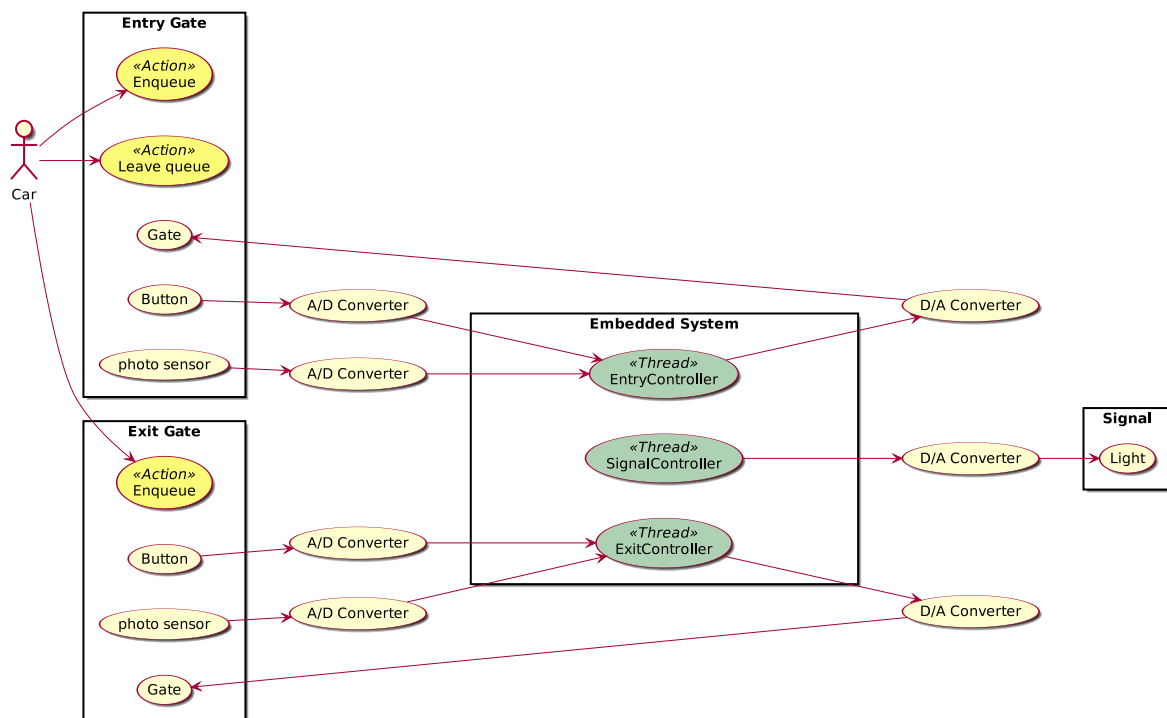 Entry Gate
«Action»
Enqueue
«Action»
Leave queue
Car
Gate
Button
photo sensor
A/D Converter
A/D Converter
Embedded System
«Thread»
EntryController
«Thread»
SignalController
«Thread»
ExitController
D/A Converter
D/A Converter
D/A Converter
Signal
Light
Exit Gate
«Action»
Enqueue
Button
photo sensor
Gate
A/D Converter
A/D Converter